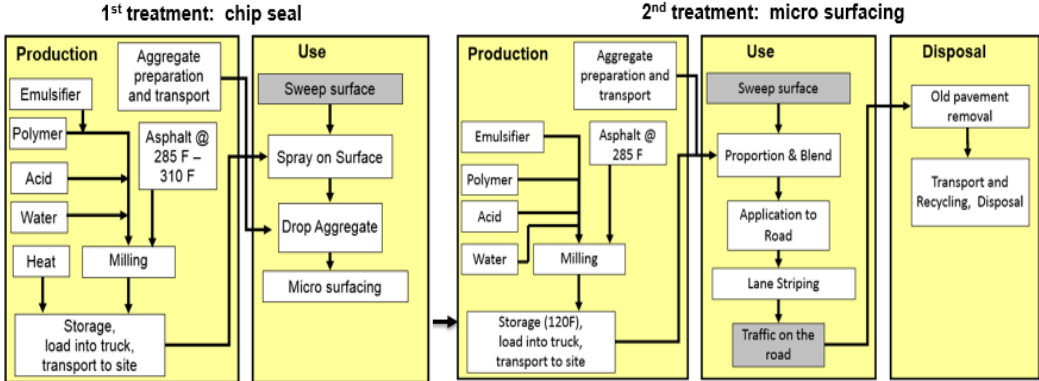 1st treatment: chip seal
Production
Emulsifier
Polymer
Acid
Water
Heat
Aggregate
preparation
and transport
Asphalt @
285 F –
310 F
Milling
Storage,
load into truck,
transport to site
Use
Sweep surface
Spray on Surface
Drop Aggregate
Micro surfacing
2nd treatment: micro surfacing
Production
Emulsifier
Polymer
Acid
Water
Aggregate
preparation and
transport
Asphalt @
285 F
Milling
Storage (120F),
load into truck,
transport to site
Use
Sweep surface
Proportion & Blend
Application to
Road
Lane Striping
Traffic on the
road
Disposal
Old pavement
removal
Transport and
Recycling, Disposal